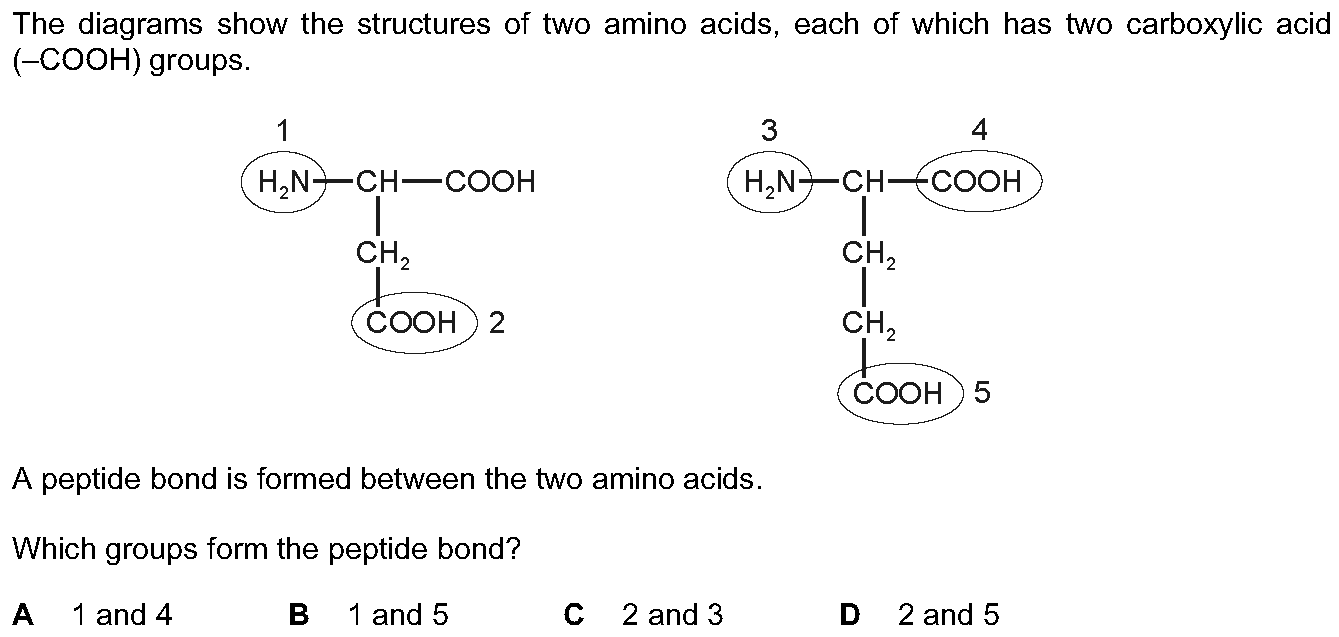 The diagrams show the structures of two amino acids, each of which has two carboxylic acid
(–COOH) groups.
1 3 4
H₂N CH COOH H₂N CH COOH
CH₂ CH₂
COOH 2 CH₂
COOH 5
A peptide bond is formed between the two amino acids.
Which groups form the peptide bond?
A 1 and 4 B 1 and 5 C 2 and 3 D 2 and 5